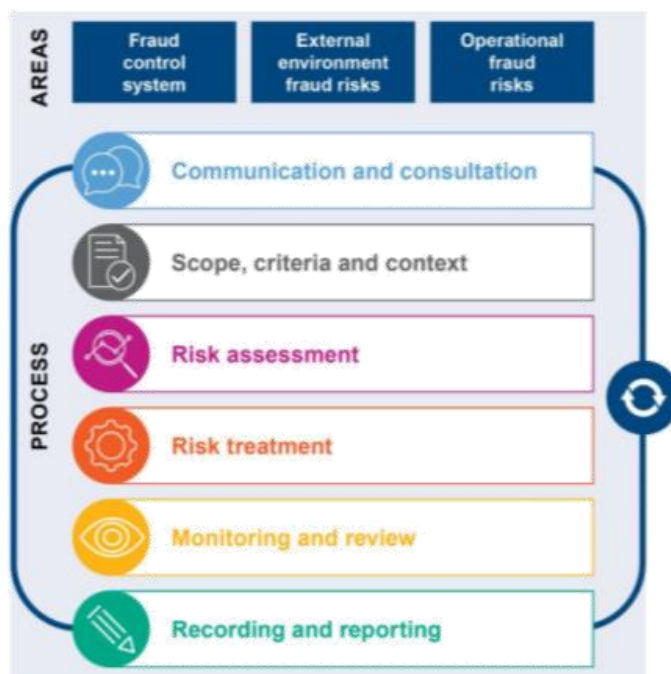 AREAS
Fraud
control
system
External
environment
fraud risks
Operational
fraud
risks
PROCESS
Communication and consultation
Scope, criteria and context
Risk assessment
Risk treatment
Monitoring and review
Recording and reporting